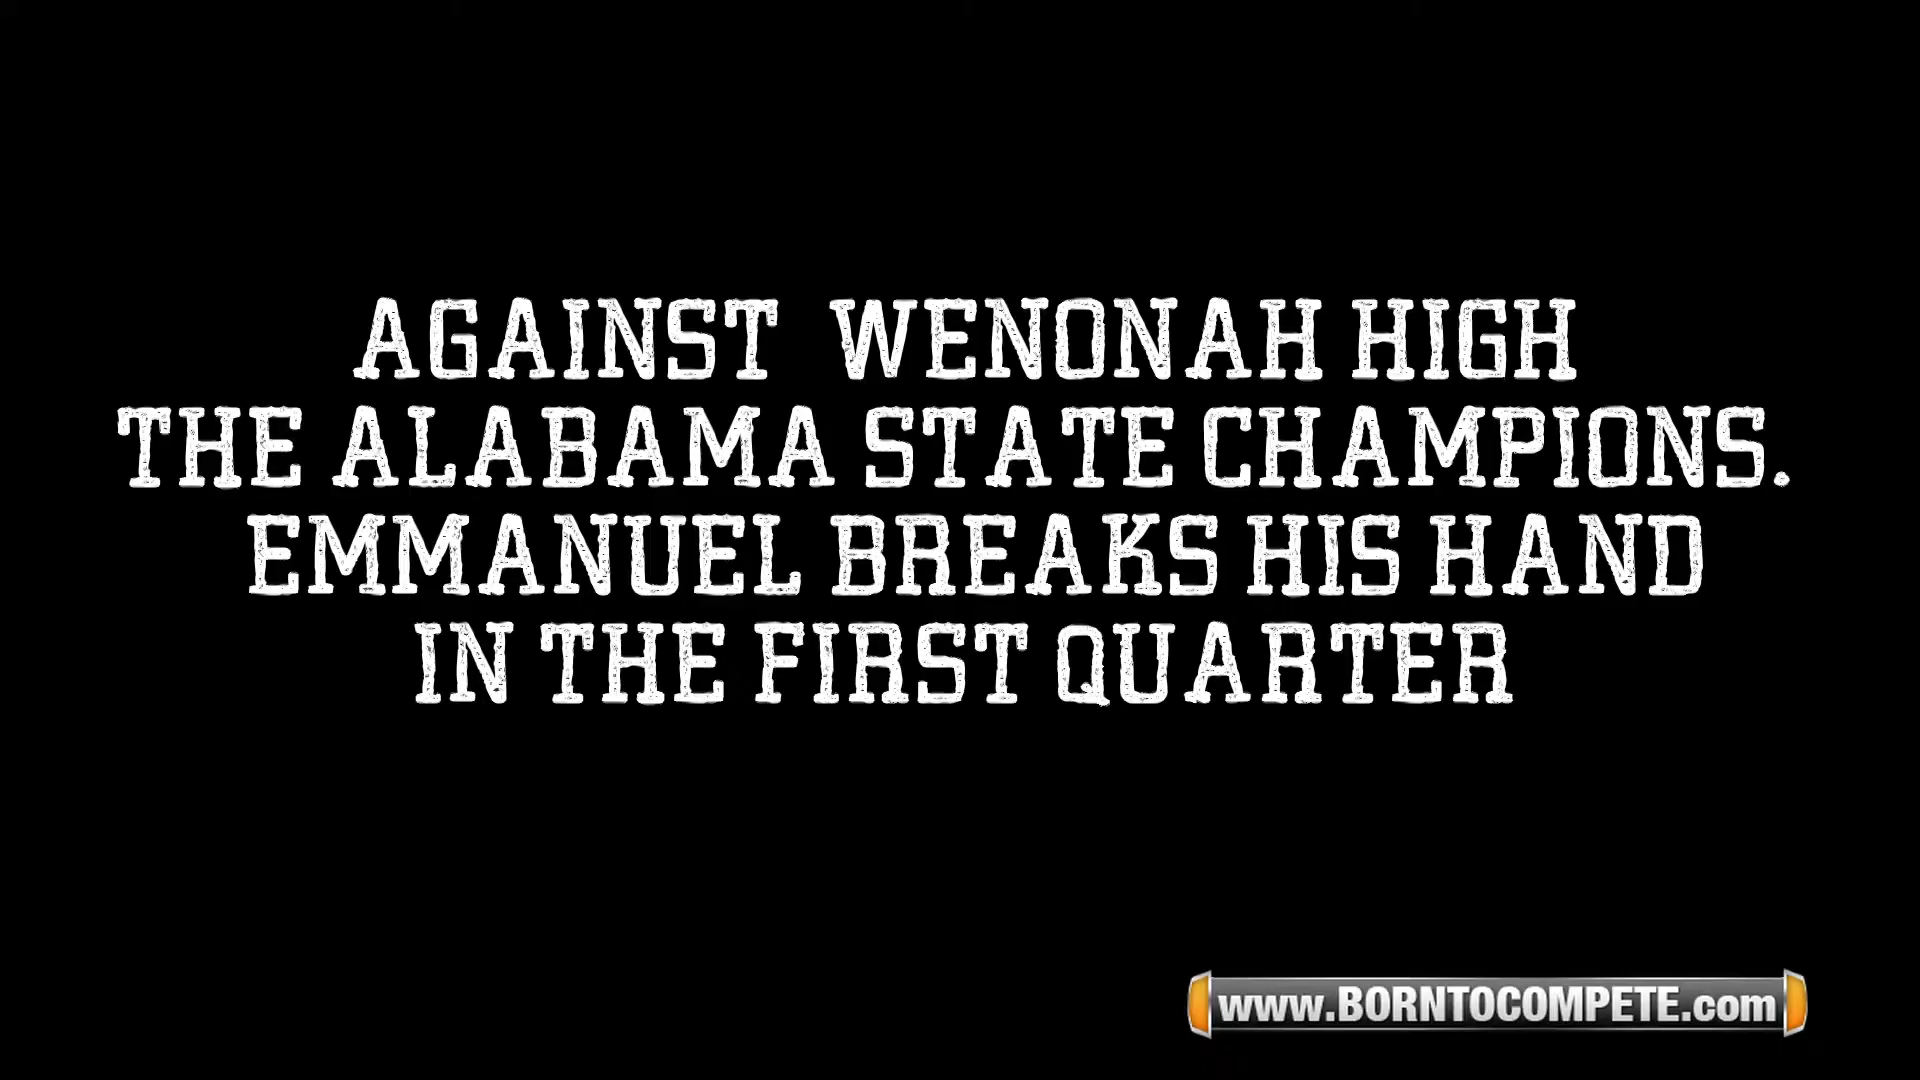 AGAINST WENONAH HIGH
THE ALABAMA STATE CHAMPIONS.
EMMANUEL BREAKS HIS HAND
IN THE FIRST QUARTER
www.BORNTOCOMPETE.com